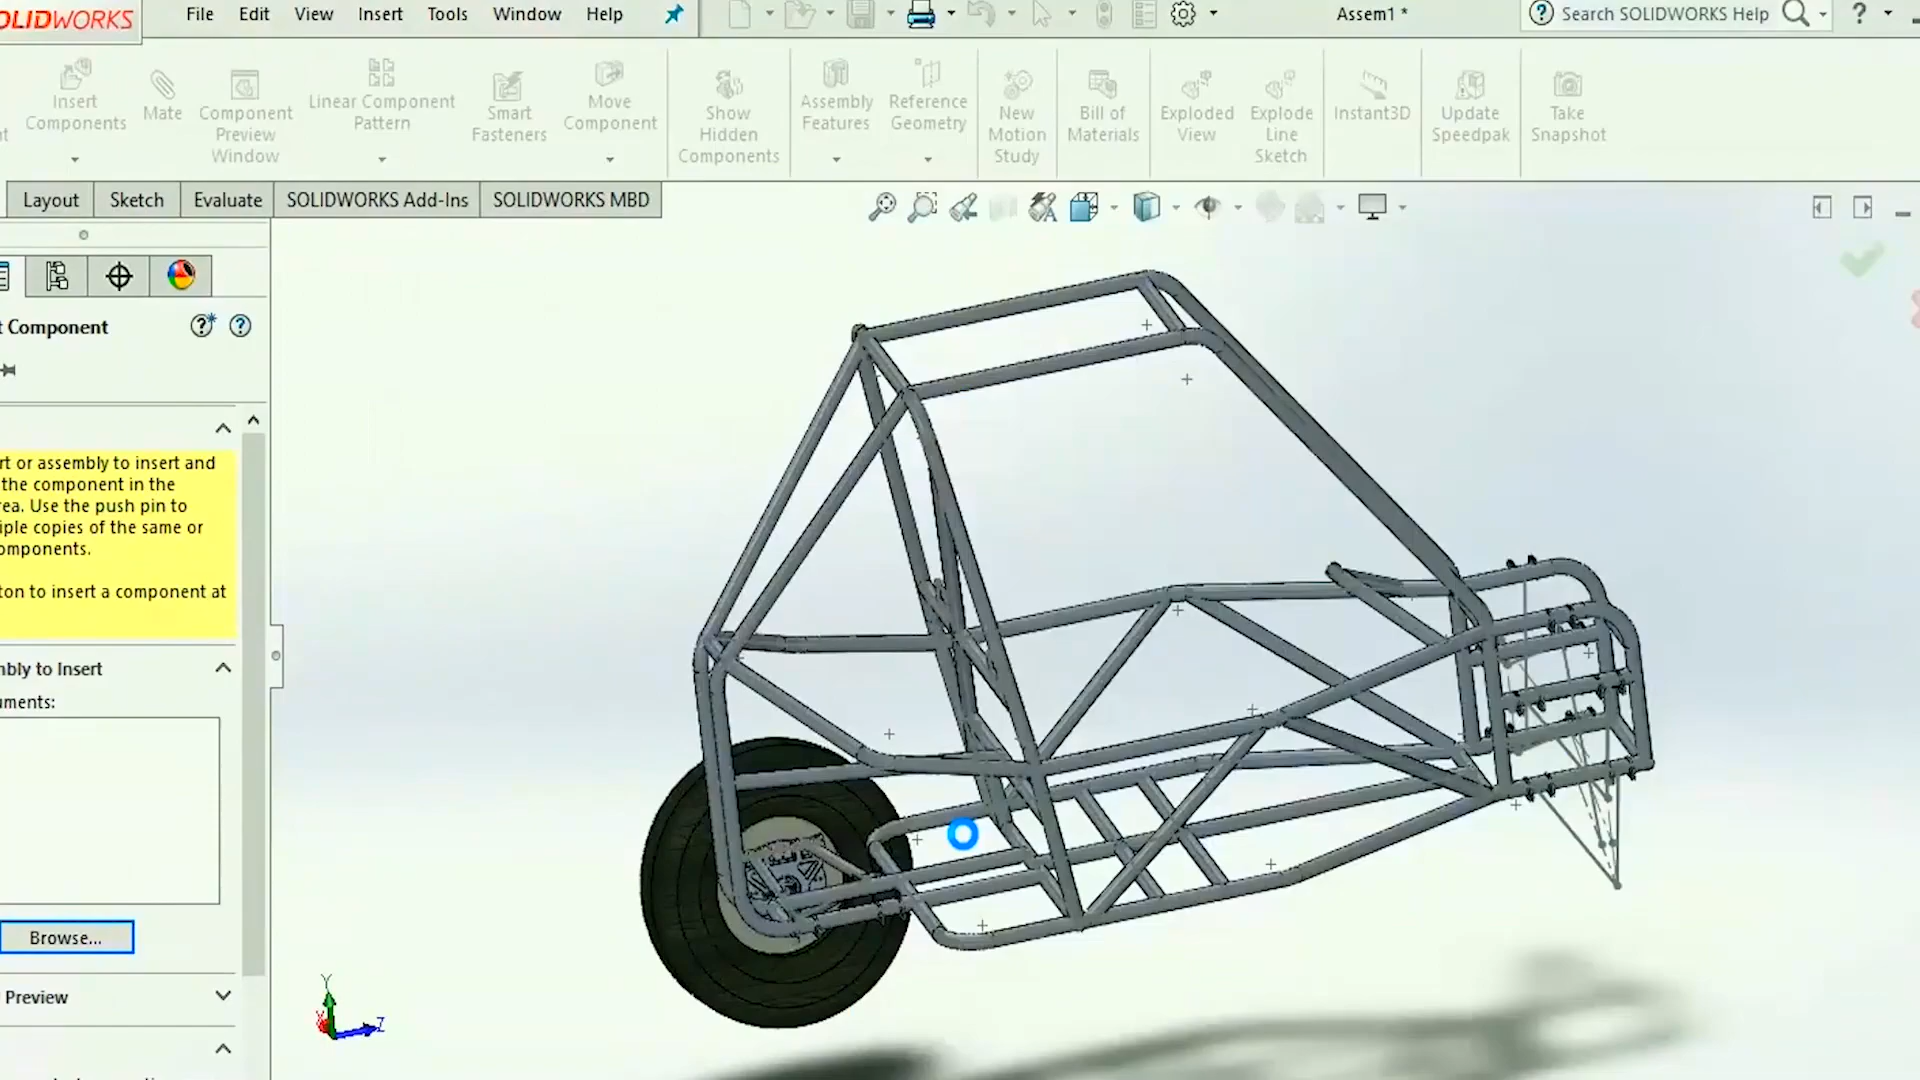 SOLIDWORKS File Edit View Insert Tools Window Help Assem1 * Search SOLIDWORKS Help ?
Insert Components
Mate
Component Preview Window
Linear Component Pattern
Smart Fasteners
Move Component
Show Hidden Components
Assembly Features
Reference Geometry
New Motion Study
Bill of Materials
Exploded View
Explode Line Sketch
Instant3D
Update Speedpak
Take Snapshot
Layout Sketch Evaluate SOLIDWORKS Add-Ins SOLIDWORKS MBD
t Component
rt or assembly to insert and
the component in the
rea. Use the push pin to
iple copies of the same or
omponents.
ton to insert a component at
mbly to Insert
uments:
Browse...
Preview
Y
X
Z